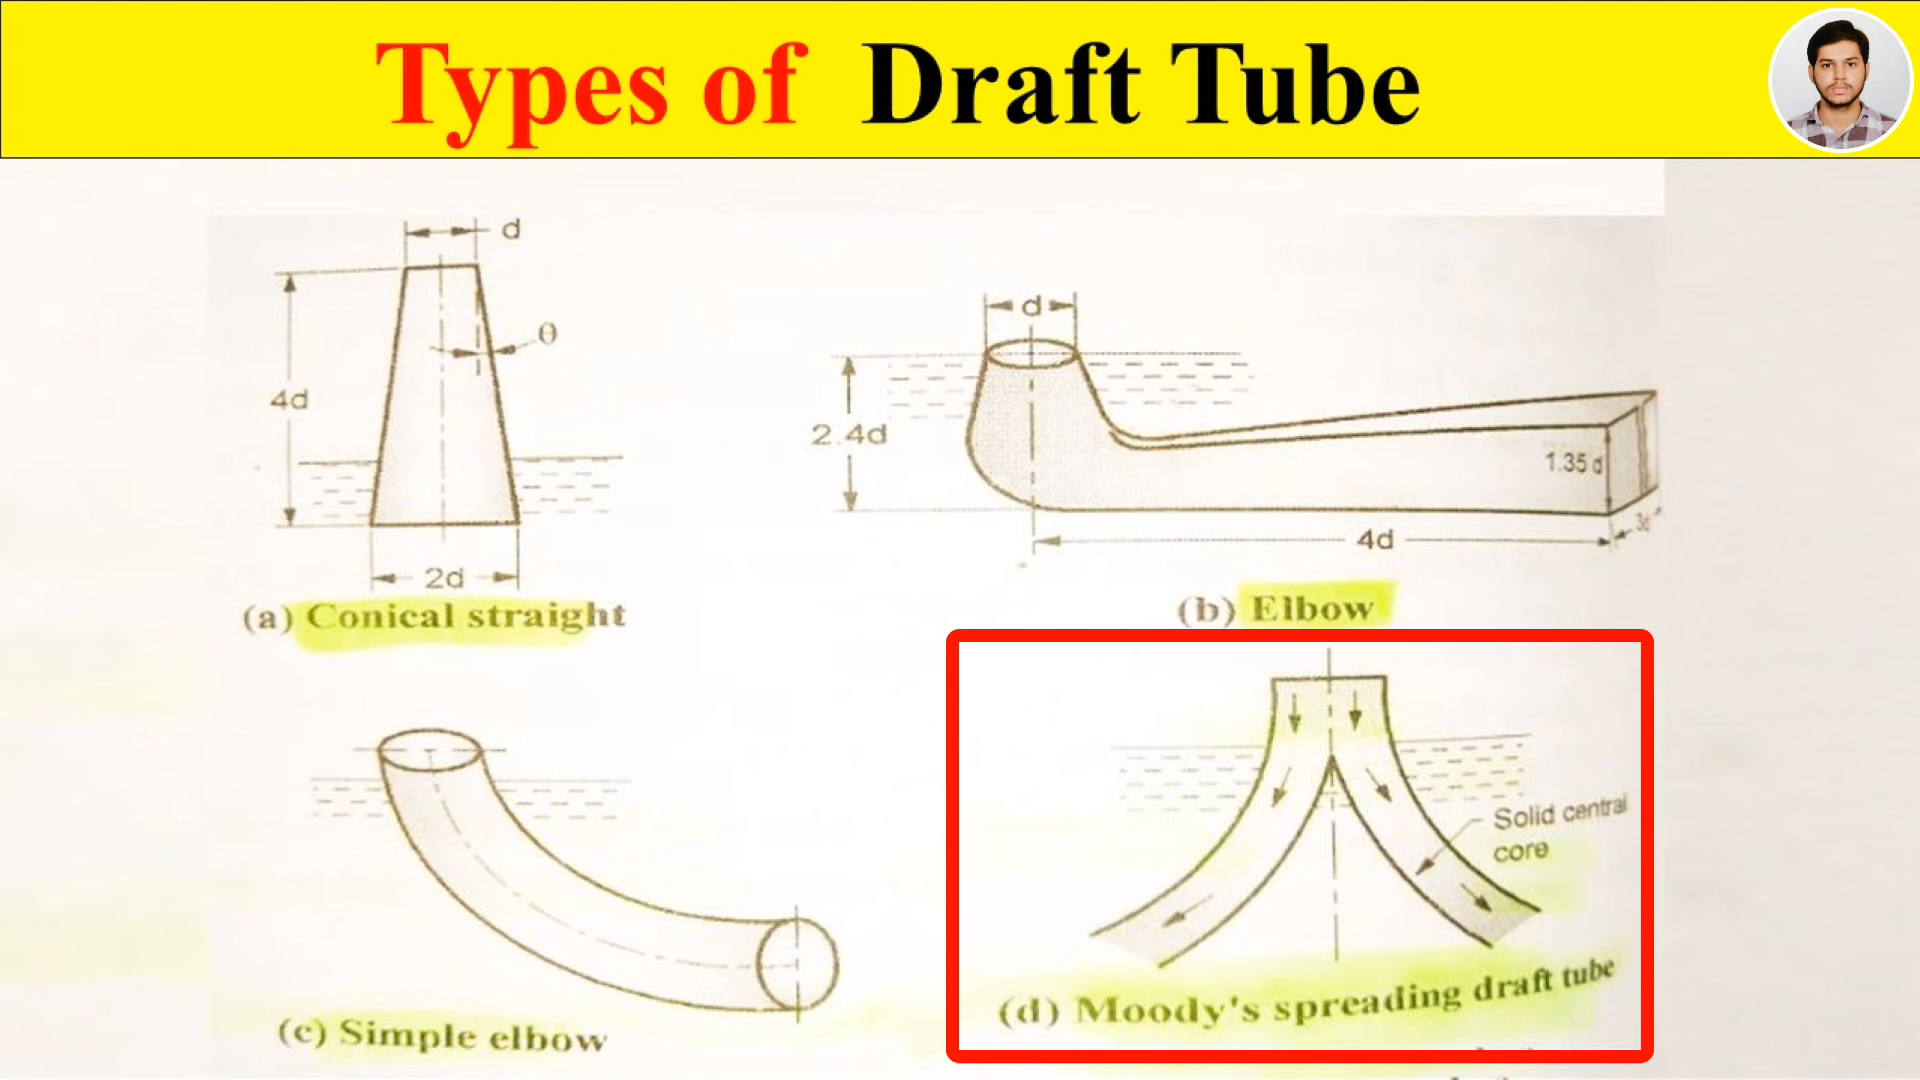 Types of Draft Tube
d
θ
4d
2d
(a) Conical straight
d
2.4d
1.35 d
4d
3d
(b) Elbow
(c) Simple elbow
Solid central
core
(d) Moody's spreading draft tube